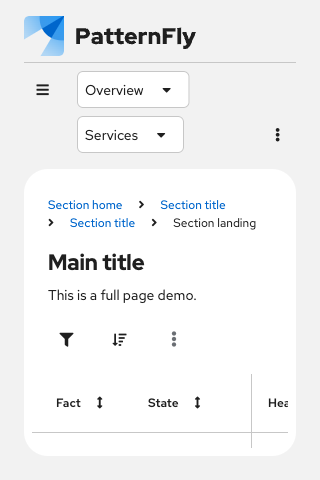 PatternFly
Overview
Services
Section home Section title
Section title Section landing
Main title
This is a full page demo.
Fact State